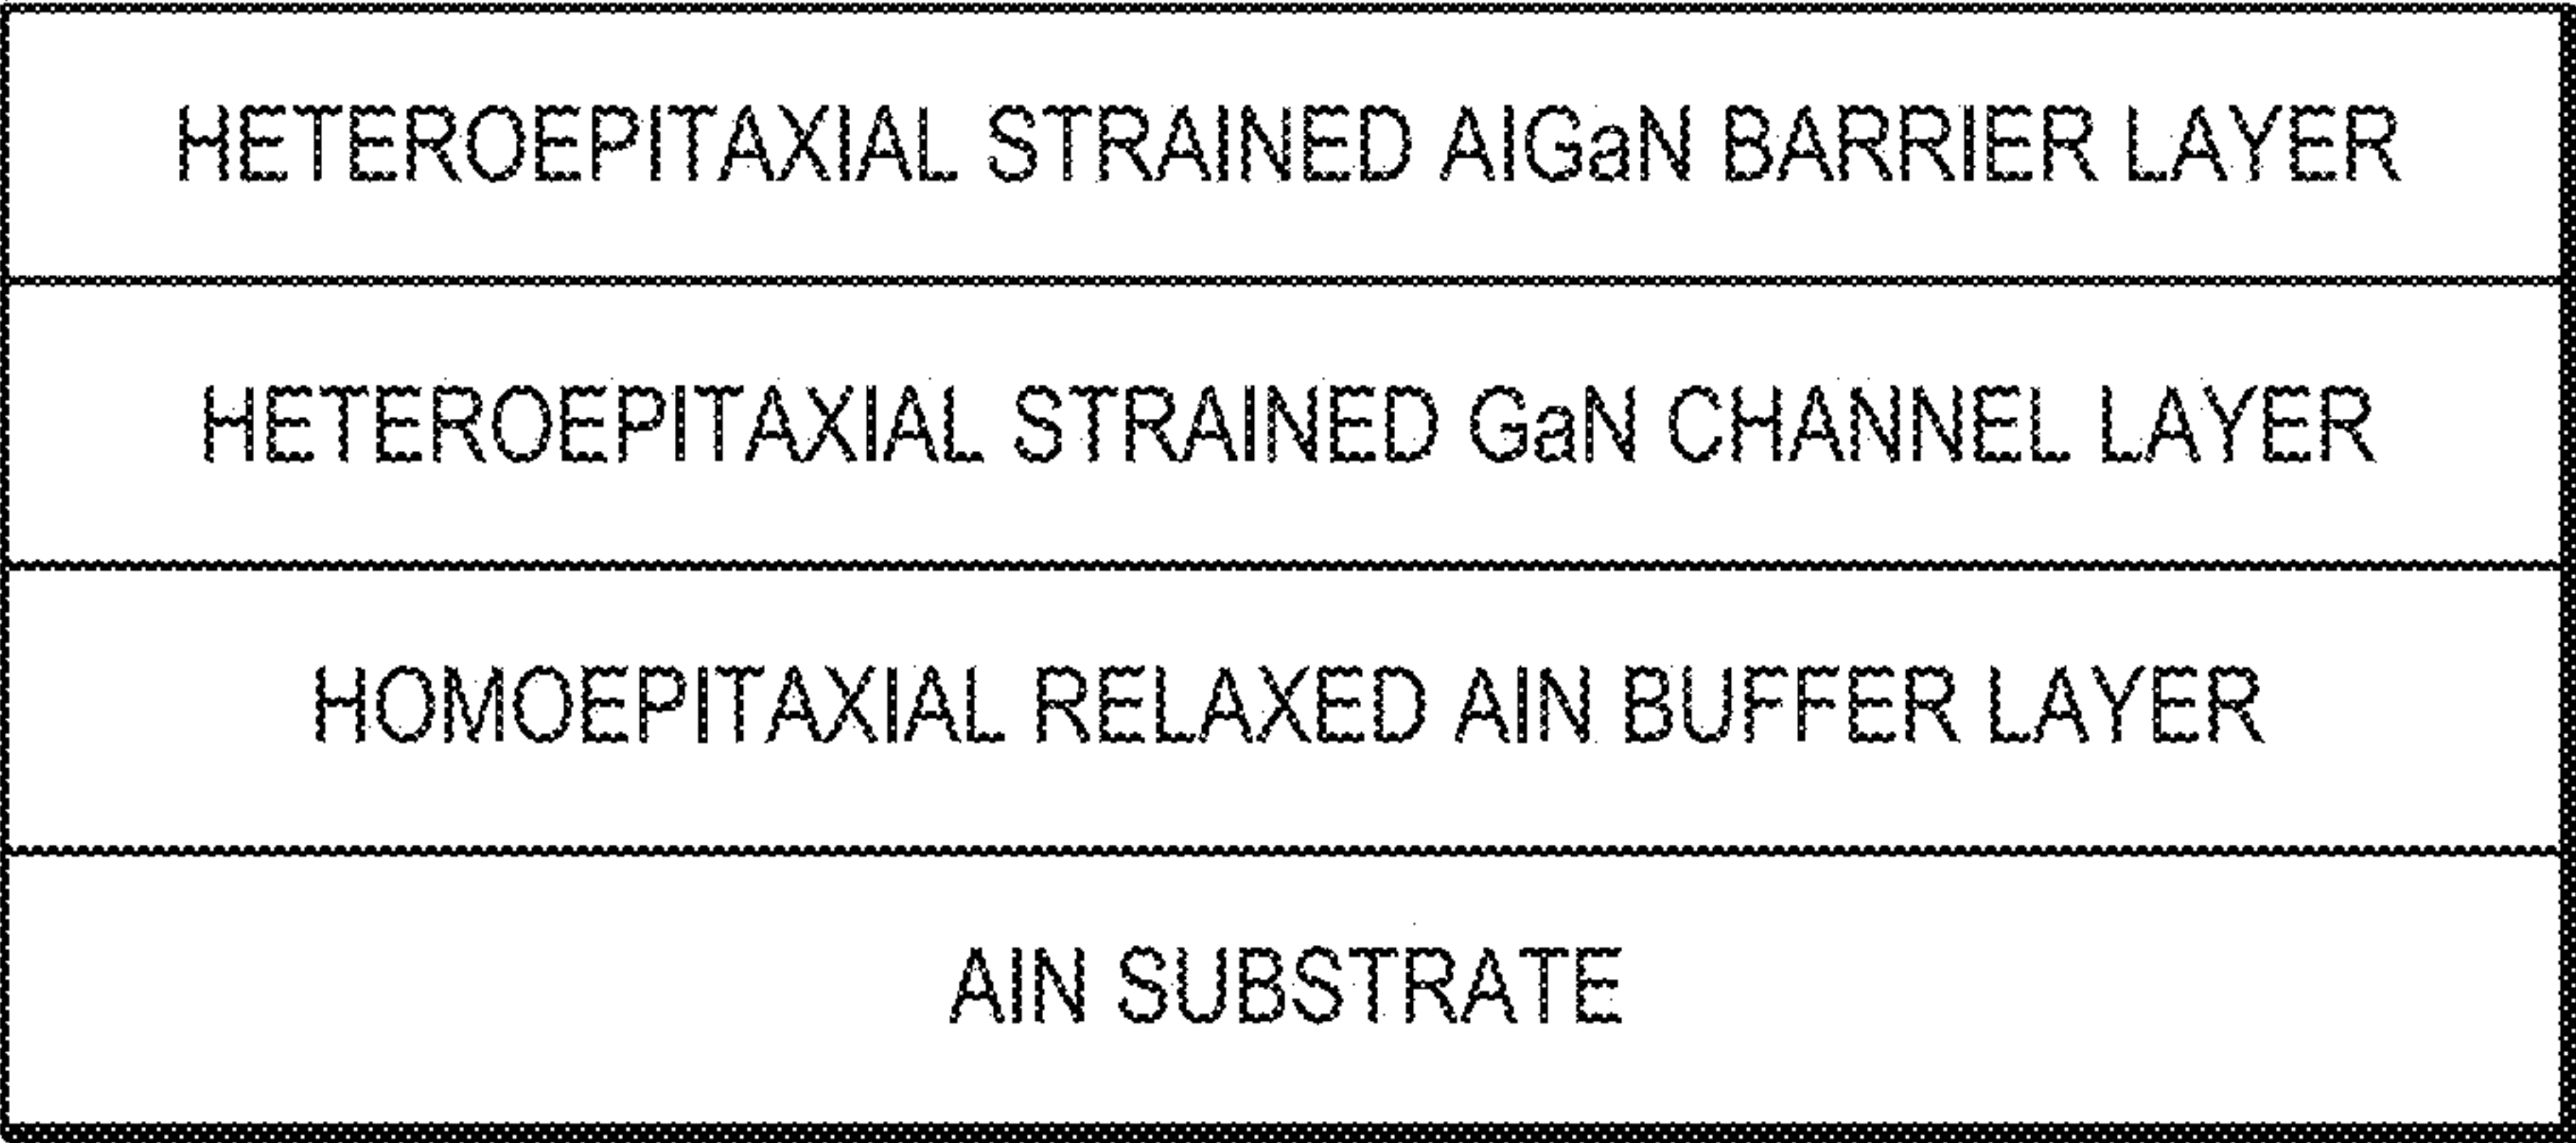 HETEROEPITAXIAL STRAINED AlGaN BARRIER LAYER
HETEROEPITAXIAL STRAINED GaN CHANNEL LAYER
HOMOEPITAXIAL RELAXED AlN BUFFER LAYER
AlN SUBSTRATE